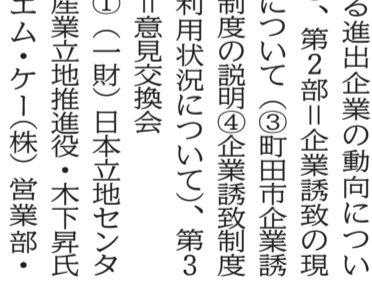 る進出企業の動向につい
、第２部＝企業誘致の現
について（③町田市企業誘
制度の説明④企業誘致制度
利用状況について）、第３
＝意見交換会
①（一財）日本立地センタ
産業立地推進役・木下昇氏
エム・ケー（株）営業部・